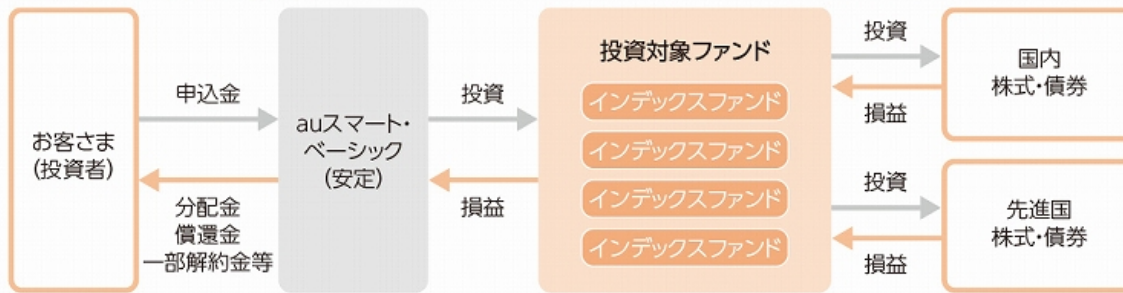 お客さま
(投資者)
申込金
分配金
償還金
一部解約金等
auスマート・
ベーシック
(安定)
投資
損益
投資対象ファンド
インデックスファンド
インデックスファンド
インデックスファンド
インデックスファンド
投資
損益
国内
株式・債券
投資
損益
先進国
株式・債券